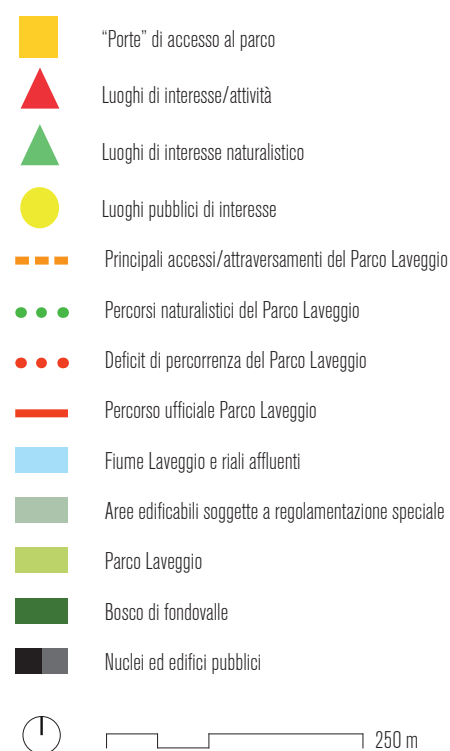 “Porte” di accesso al parco
Luoghi di interesse/attività
Luoghi di interesse naturalistico
Luoghi pubblici di interesse
Principali accessi/attraversamenti del Parco Laveggio
Percorsi naturalistici del Parco Laveggio
Deficit di percorrenza del Parco Laveggio
Percorso ufficiale Parco Laveggio
Fiume Laveggio e riali affluenti
Aree edificabili soggette a regolamentazione speciale
Parco Laveggio
Bosco di fondovalle
Nuclei ed edifici pubblici
250 m